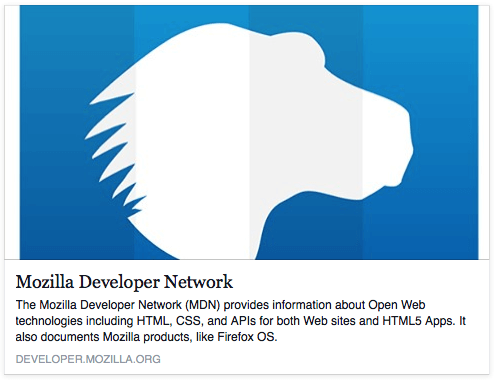 Mozilla Developer Network
The Mozilla Developer Network (MDN) provides information about Open Web
technologies including HTML, CSS, and APIs for both Web sites and HTML5 Apps. It
also documents Mozilla products, like Firefox OS.
DEVELOPER.MOZILLA.ORG